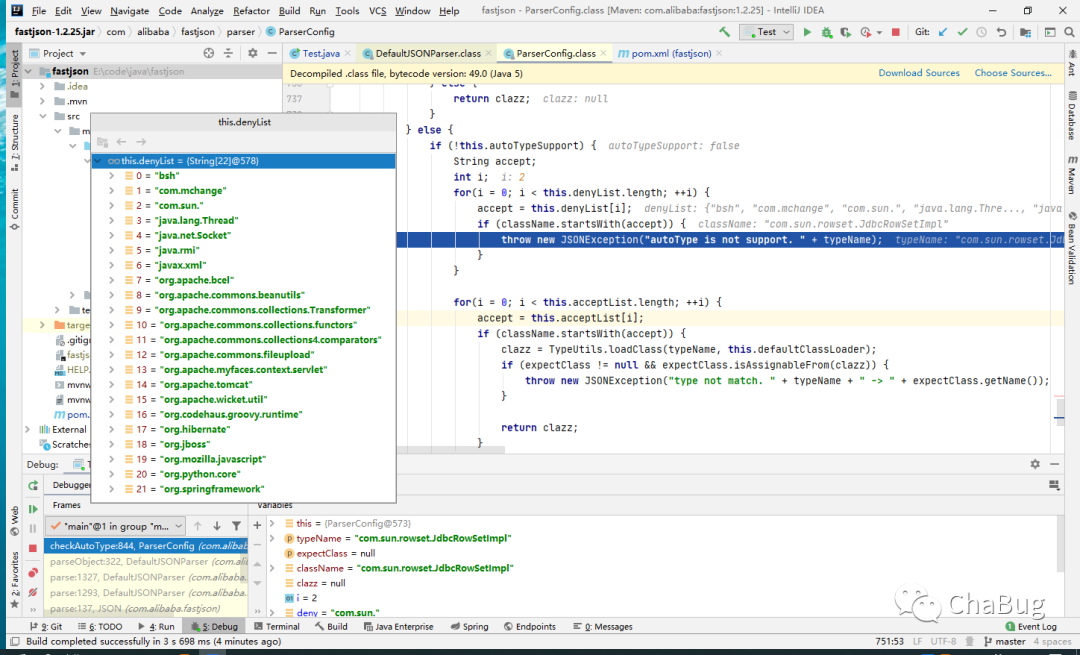 File Edit View Navigate Code Analyze Refactor Build Run Tools VCS Window Help fastjson - ParserConfig.class [Maven: com.alibaba:fastjson:1.2.25] - IntelliJ IDEA
fastjson-1.2.25.jar com alibaba fastjson parser ParserConfig Test Git:
Project Test.java DefaultJSONParser.class ParserConfig.class pom.xml (fastjson)
Decompiled .class file, bytecode version: 49.0 (Java 5) Download Sources Choose Sources...
1: Project
7: Structure
Commit
Web
2: Favorites
Ant
Database
Maven
Bean Validation
fastjson E:\code\java\fastjson
.idea
.mvn
src
te
targe
.gitig
fastjs
HELP.
mvnw
mvnw
pom.
External
Scratches
this.denyList
this.denyList = {String[22]@578}
0 = "bsh"
1 = "com.mchange"
2 = "com.sun."
3 = "java.lang.Thread"
4 = "java.net.Socket"
5 = "java.rmi"
6 = "javax.xml"
7 = "org.apache.bcel"
8 = "org.apache.commons.beanutils"
9 = "org.apache.commons.collections.Transformer"
10 = "org.apache.commons.collections.functors"
11 = "org.apache.commons.collections4.comparators"
12 = "org.apache.commons.fileupload"
13 = "org.apache.myfaces.context.servlet"
14 = "org.apache.tomcat"
15 = "org.apache.wicket.util"
16 = "org.codehaus.groovy.runtime"
17 = "org.hibernate"
18 = "org.jboss"
19 = "org.mozilla.javascript"
20 = "org.python.core"
21 = "org.springframework"
737 return clazz; clazz: null
}
} else {
if (!this.autoTypeSupport) { autoTypeSupport: false
String accept;
int i; i: 2
for(i = 0; i < this.denyList.length; ++i) {
accept = this.denyList[i]; denyList: {"bsh", "com.mchange", "com.sun.", "java.lang.Thre..., "java
if (className.startsWith(accept)) { className: "com.sun.rowset.JdbcRowSetImpl"
throw new JSONException("autoType is not support. " + typeName); typeName: "com.sun.rowset.Jd
}
}
for(i = 0; i < this.acceptList.length; ++i) {
accept = this.acceptList[i];
if (className.startsWith(accept)) {
clazz = TypeUtils.loadClass(typeName, this.defaultClassLoader);
if (expectClass != null && expectClass.isAssignableFrom(clazz)) {
throw new JSONException("type not match. " + typeName + " -> " + expectClass.getName());
}
return clazz;
}
Debug:
Debugger
Frames Variables
"main"@1 in group "m...
checkAutoType:844, ParserConfig (com.alibab
parseObject:322, DefaultJSONParser (com.alibab
parse:1327, DefaultJSONParser (com.alibaba.
parse:1293, DefaultJSONParser (com.alibaba.
parse:137, JSON (com.alibaba.fastjson)
this = {ParserConfig@573}
typeName = "com.sun.rowset.JdbcRowSetImpl"
expectClass = null
className = "com.sun.rowset.JdbcRowSetImpl"
clazz = null
i = 2
deny = "com.sun."
ChaBug
9: Git 6: TODO 4: Run 5: Debug Terminal Build Java Enterprise Spring Endpoints 0: Messages Event Log
Build completed successfully in 3 s 698 ms (4 minutes ago) 751:53 LF UTF-8 master 4 spaces